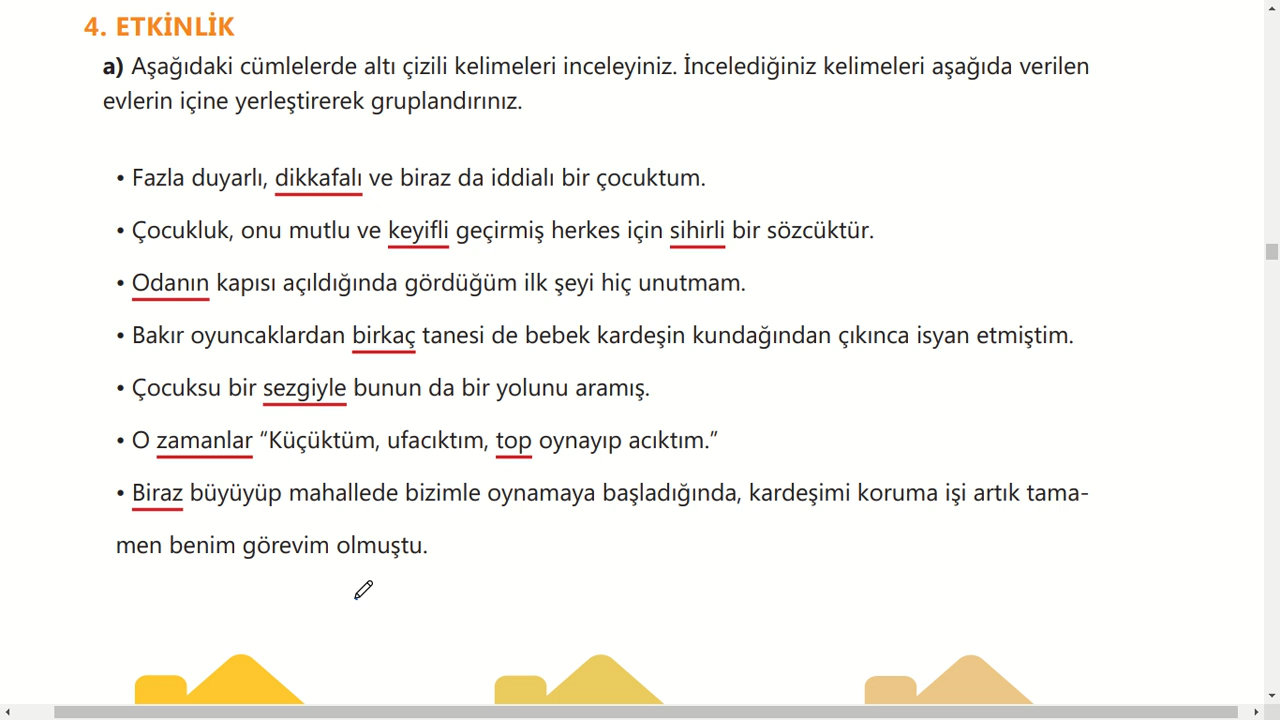 4. ETKİNLİK
a) Aşağıdaki cümlelerde altı çizili kelimeleri inceleyiniz. İncelediğiniz kelimeleri aşağıda verilen
evlerin içine yerleştirerek gruplandırınız.
• Fazla duyarlı, dikkafalı ve biraz da iddialı bir çocuktum.
• Çocukluk, onu mutlu ve keyifli geçirmiş herkes için sihirli bir sözcüktür.
• Odanın kapısı açıldığında gördüğüm ilk şeyi hiç unutmam.
• Bakır oyuncaklardan birkaç tanesi de bebek kardeşin kundağından çıkınca isyan etmiştim.
• Çocuksu bir sezgiyle bunun da bir yolunu aramış.
• O zamanlar “Küçüktüm, ufacıktım, top oynayıp acıktım.”
• Biraz büyüyüp mahallede bizimle oynamaya başladığında, kardeşimi koruma işi artık tama-
men benim görevim olmuştu.